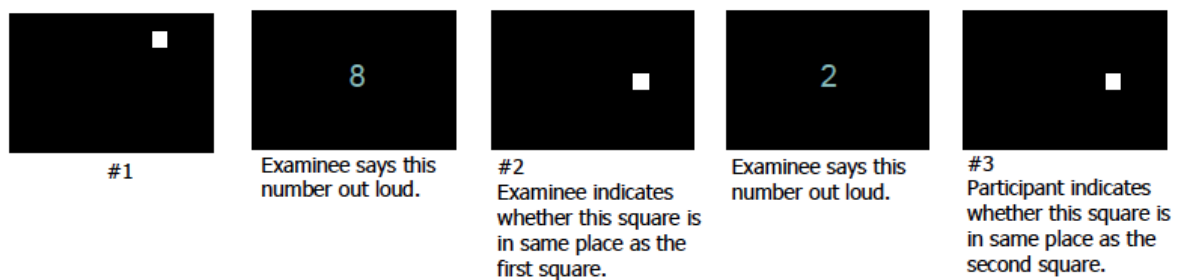 8
2
#1
Examinee says this
number out loud.
#2
Examinee indicates
whether this square is
in same place as the
first square.
Examinee says this
number out loud.
#3
Participant indicates
whether this square is
in same place as the
second square.